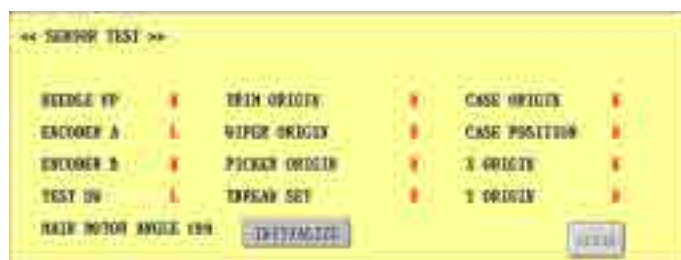 << SENSOR TEST >>
NEEDLE UP H TRIM ORIGIN H CASE ORIGIN H
ENCODER A L WIPER ORIGIN H CASE POSITION H
ENCODER B H PICKER ORIGIN H X ORIGIN H
TEST SW L THREAD SET H Y ORIGIN H
MAIN MOTOR ANGLE 199 INITIALIZE